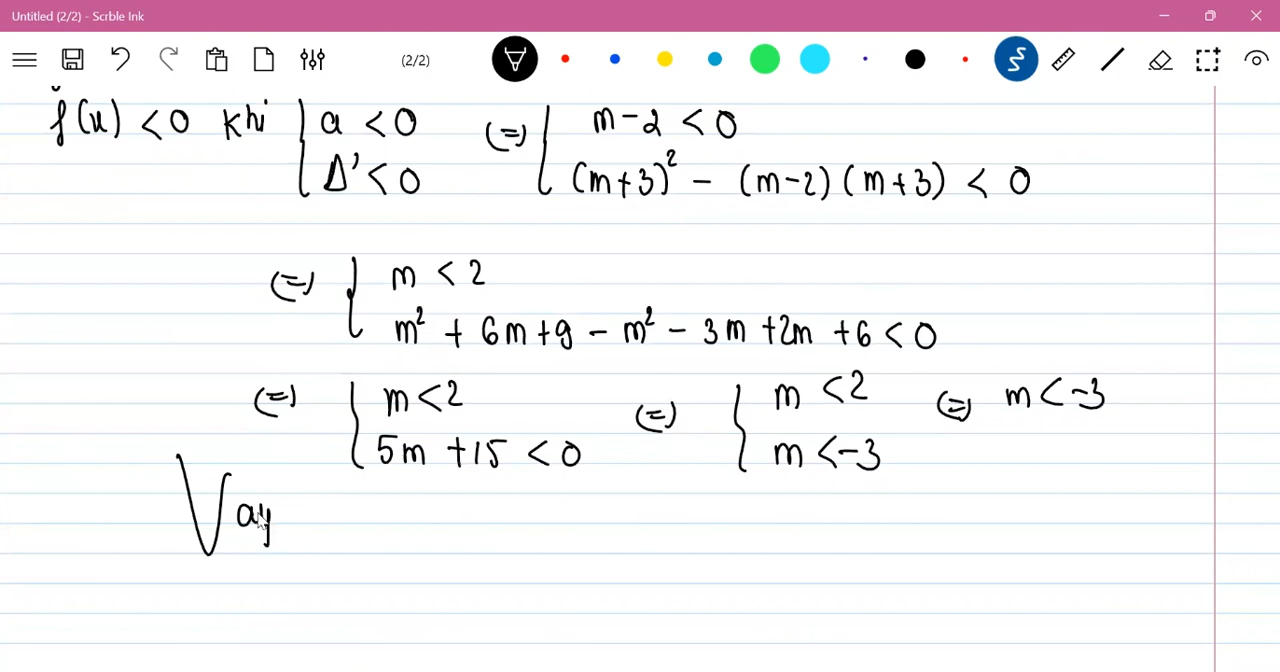 Untitled (2/2) - Scrble Ink
(2/2)
f(x) < 0 khi { a < 0 (=) { m - 2 < 0
Δ' < 0 (m+3)² - (m-2)(m+3) < 0
(=) { m < 2
m² + 6m + 9 - m² - 3m + 2m + 6 < 0
(=) { m < 2 (=) { m < 2 (=) m < -3
5m + 15 < 0 m < -3
Vay